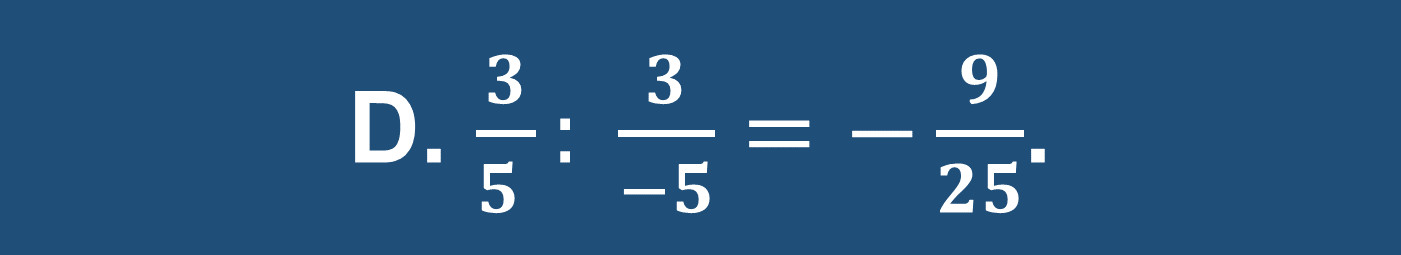 D. 3/5 : 3/−5 = − 9/25.